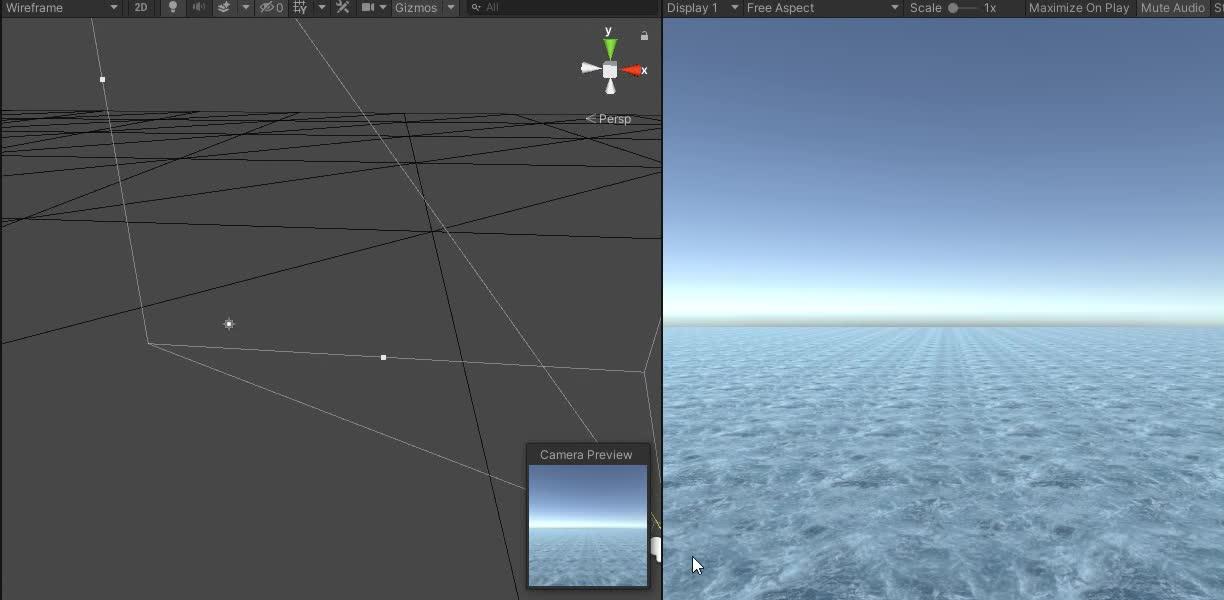 Wireframe 2D 0 Gizmos All
Display 1 Free Aspect Scale 1x Maximize On Play Mute Audio
y
x
< Persp
Camera Preview